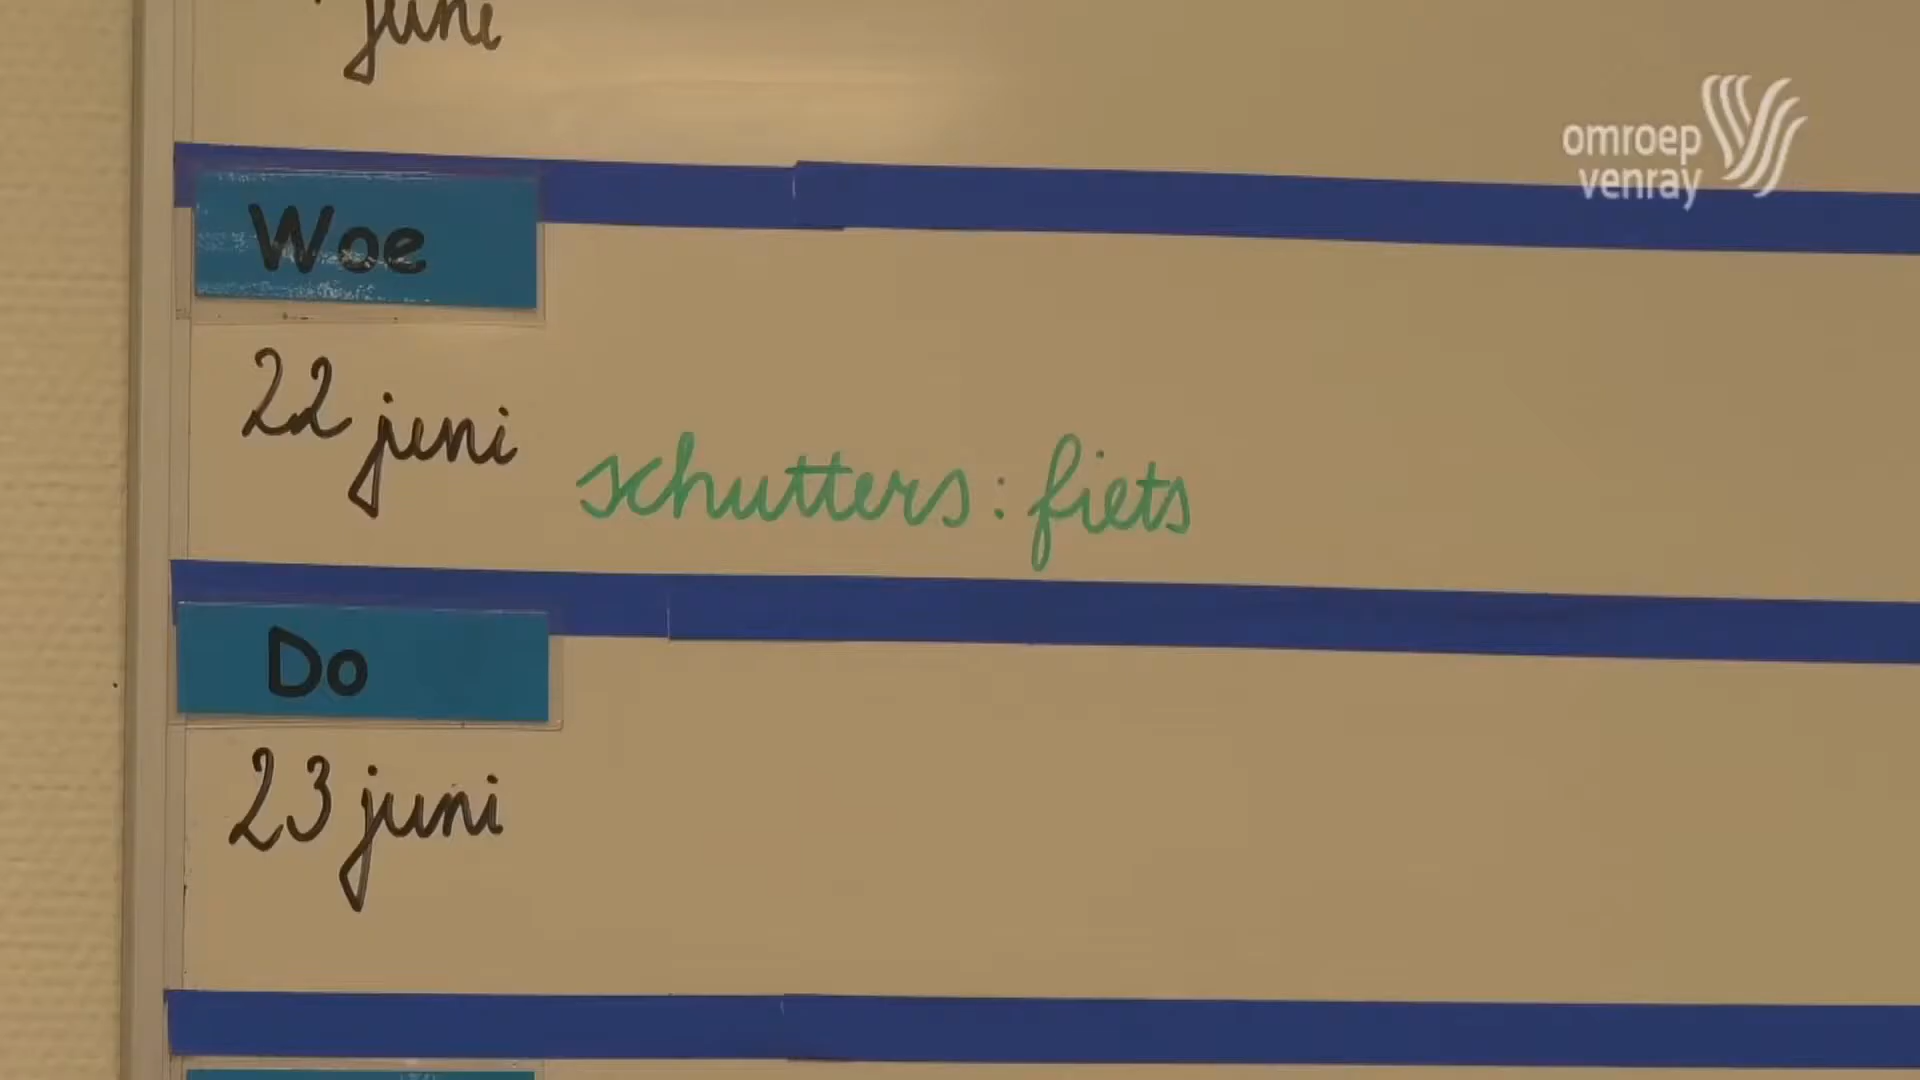 juni
omroep
venray
Woe
22 juni
schutters: fiets
Do
23 juni